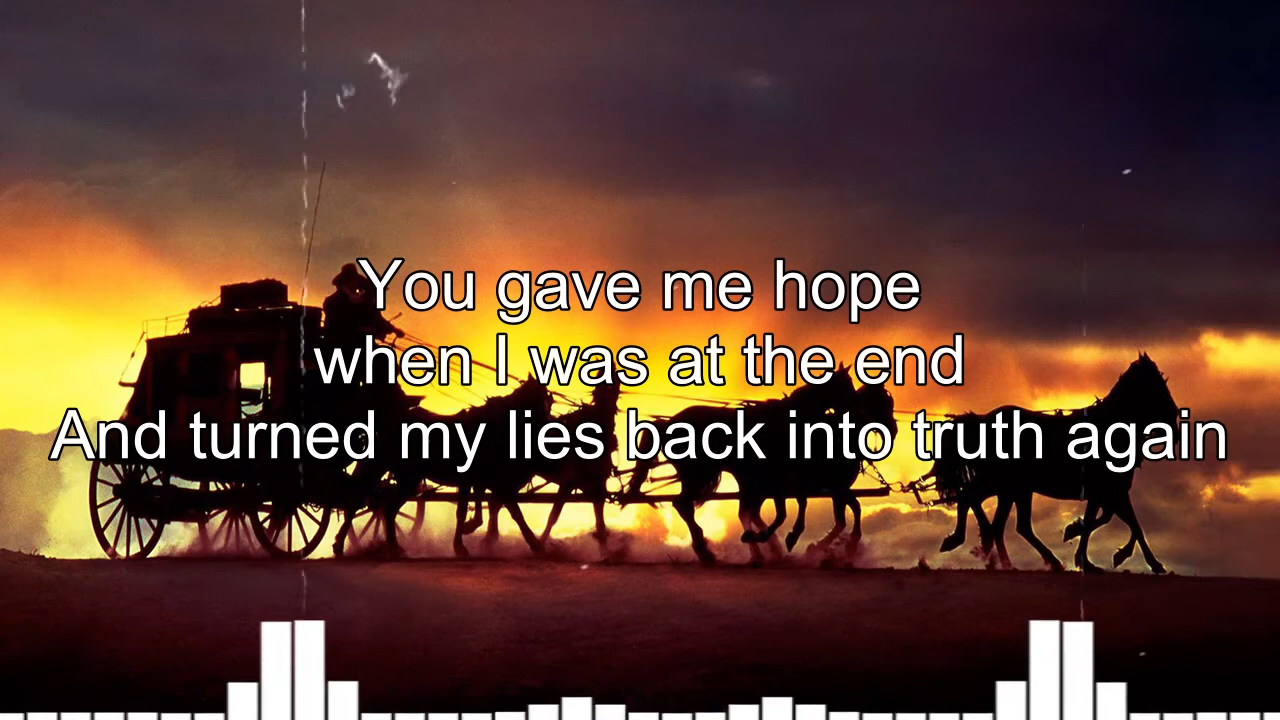 You gave me hope
when I was at the end
And turned my lies back into truth again